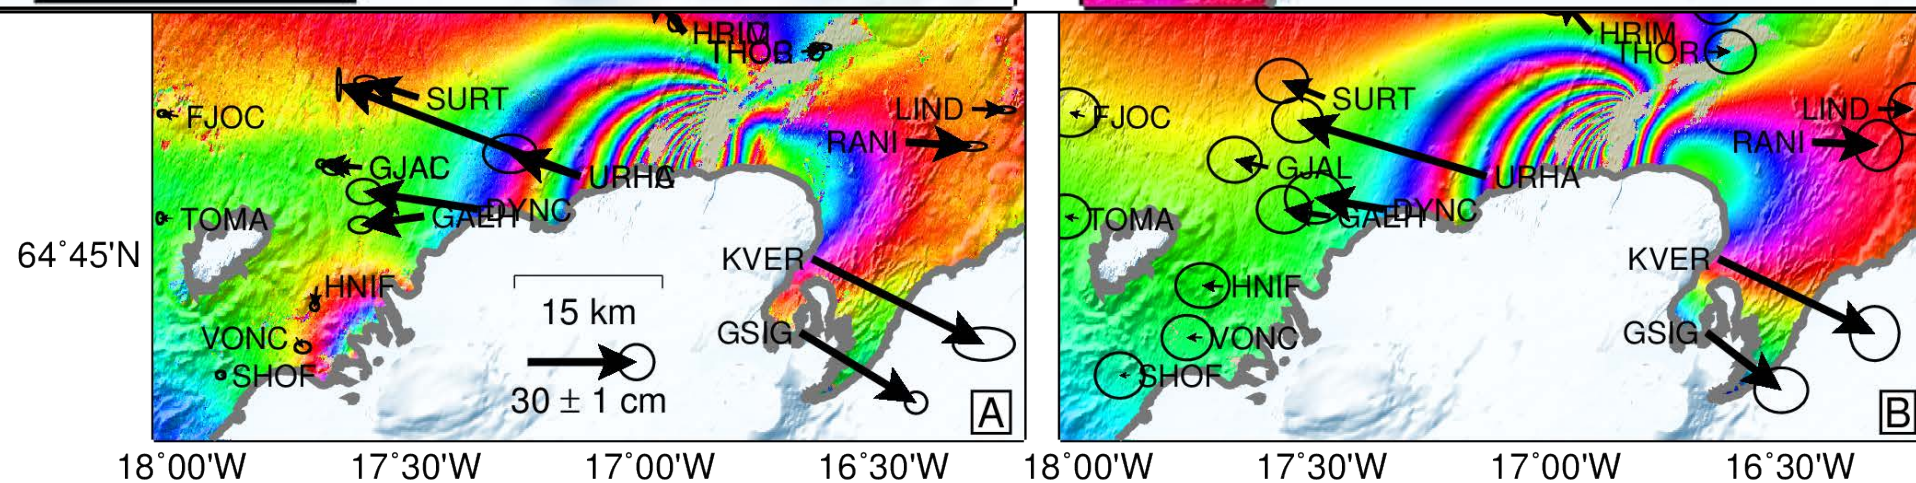 HRIM
THOR
SURT
FJOC
LIND
RANI
GJAC
URHA
DYNC
TOMA
64°45'N
KVER
HNIF
15 km
GSIG
VONC
SHOF
30 ± 1 cm
A
18°00'W 17°30'W 17°00'W 16°30'W
HRIM
THOR
SURT
FJOC
LIND
RANI
GJAL
URHA
DYNC
TOMA
KVER
HNIF
GSIG
VONC
SHOF
B
18°00'W 17°30'W 17°00'W 16°30'W